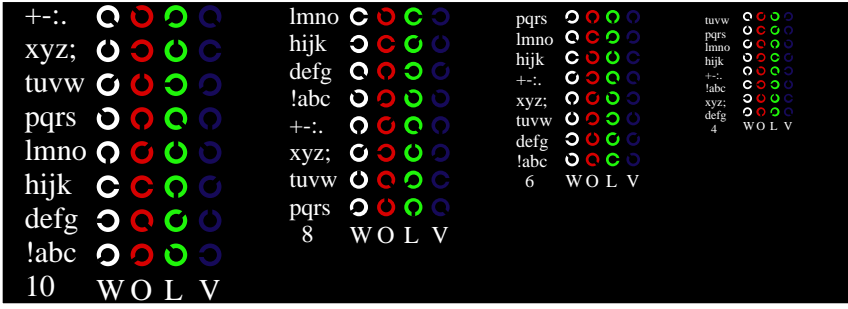 +-:.
xyz;
tuvw
pqrs
lmno
hijk
defg
!abc
10 W O L V
lmno
hijk
defg
!abc
+-:.
xyz;
tuvw
pqrs
8 W O L V
pqrs
lmno
hijk
+-:.
xyz;
tuvw
defg
!abc
6 W O L V
tuvw
pqrs
lmno
hijk
+-:.
!abc
xyz;
defg
4 W O L V